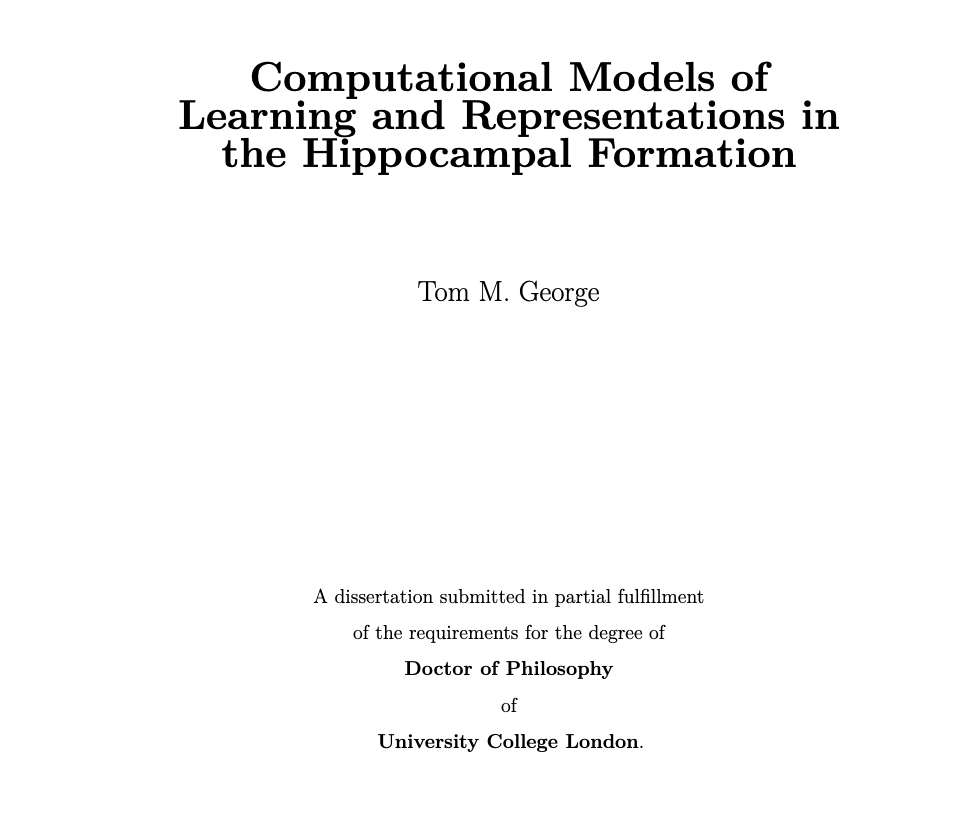 Computational Models of
Learning and Representations in
the Hippocampal Formation
Tom M. George
A dissertation submitted in partial fulfillment
of the requirements for the degree of
Doctor of Philosophy
of
University College London.